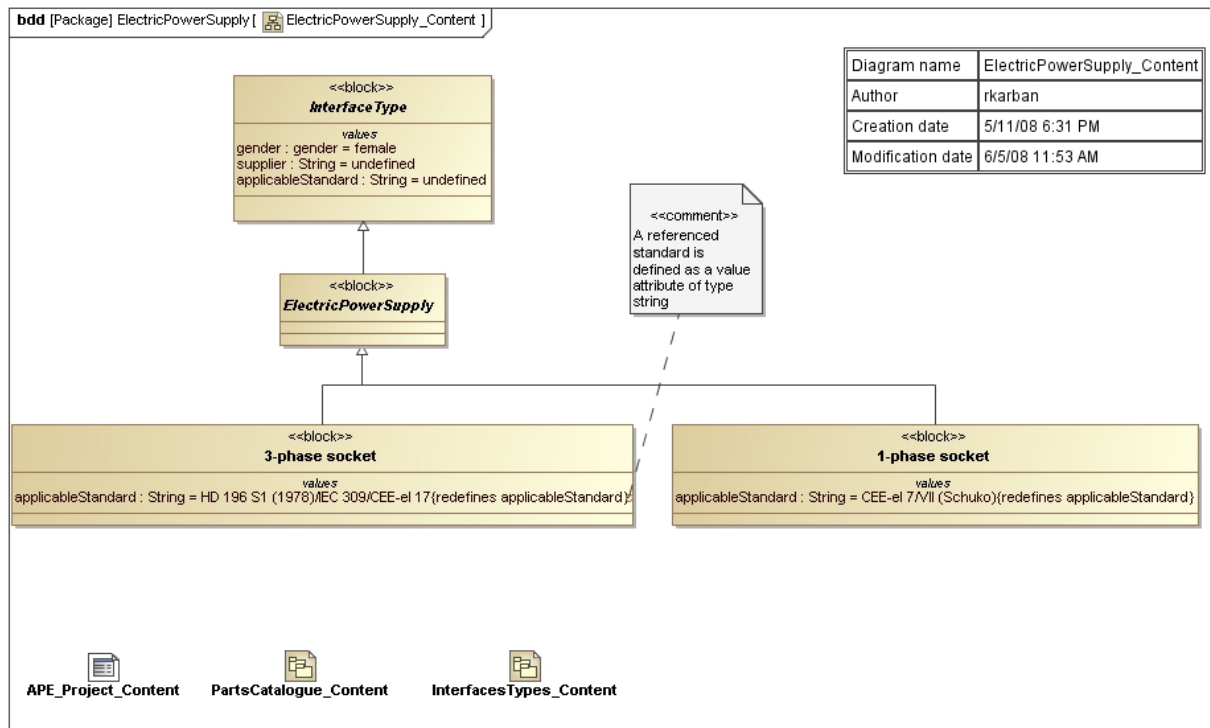 bdd [Package] ElectricPowerSupply [ ElectricPowerSupply_Content ]
Diagram name ElectricPowerSupply_Content
Author rkarban
Creation date 5/11/08 6:31 PM
Modification date 6/5/08 11:53 AM
<<block>>
InterfaceType
values
gender : gender = female
supplier : String = undefined
applicableStandard : String = undefined
<<comment>>
A referenced
standard is
defined as a value
attribute of type
string
<<block>>
ElectricPowerSupply
<<block>>
3-phase socket
values
applicableStandard : String = HD 196 S1 (1978)/IEC 309/CEE-el 17{redefines applicableStandard}
<<block>>
1-phase socket
values
applicableStandard : String = CEE-el 7/VII (Schuko){redefines applicableStandard}
APE_Project_Content
PartsCatalogue_Content
InterfacesTypes_Content